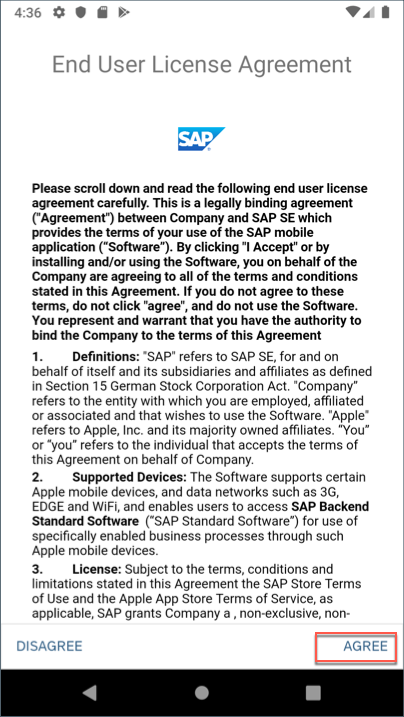 4:36
End User License Agreement
SAP
Please scroll down and read the following end user license
agreement carefully. This is a legally binding agreement
("Agreement") between Company and SAP SE which
provides the terms of your use of the SAP mobile
application (“Software”). By clicking "I Accept" or by
installing and/or using the Software, you on behalf of the
Company are agreeing to all of the terms and conditions
stated in this Agreement. If you do not agree to these
terms, do not click "agree", and do not use the Software.
You represent and warrant that you have the authority to
bind the Company to the terms of this Agreement
1. Definitions: "SAP" refers to SAP SE, for and on
behalf of itself and its subsidiaries and affiliates as defined
in Section 15 German Stock Corporation Act. "Company”
refers to the entity with which you are employed, affiliated
or associated and that wishes to use the Software. "Apple"
refers to Apple, Inc. and its majority owned affiliates. “You”
or “you” refers to the individual that accepts the terms of
this Agreement on behalf of Company.
2. Supported Devices: The Software supports certain
Apple mobile devices, and data networks such as 3G,
EDGE and WiFi, and enables users to access SAP Backend
Standard Software (“SAP Standard Software”) for use of
specifically enabled business processes through such
Apple mobile devices.
3. License: Subject to the terms, conditions and
limitations stated in this Agreement the SAP Store Terms
of Use and the Apple App Store Terms of Service, as
applicable, SAP grants Company a , non-exclusive, non-
DISAGREE AGREE